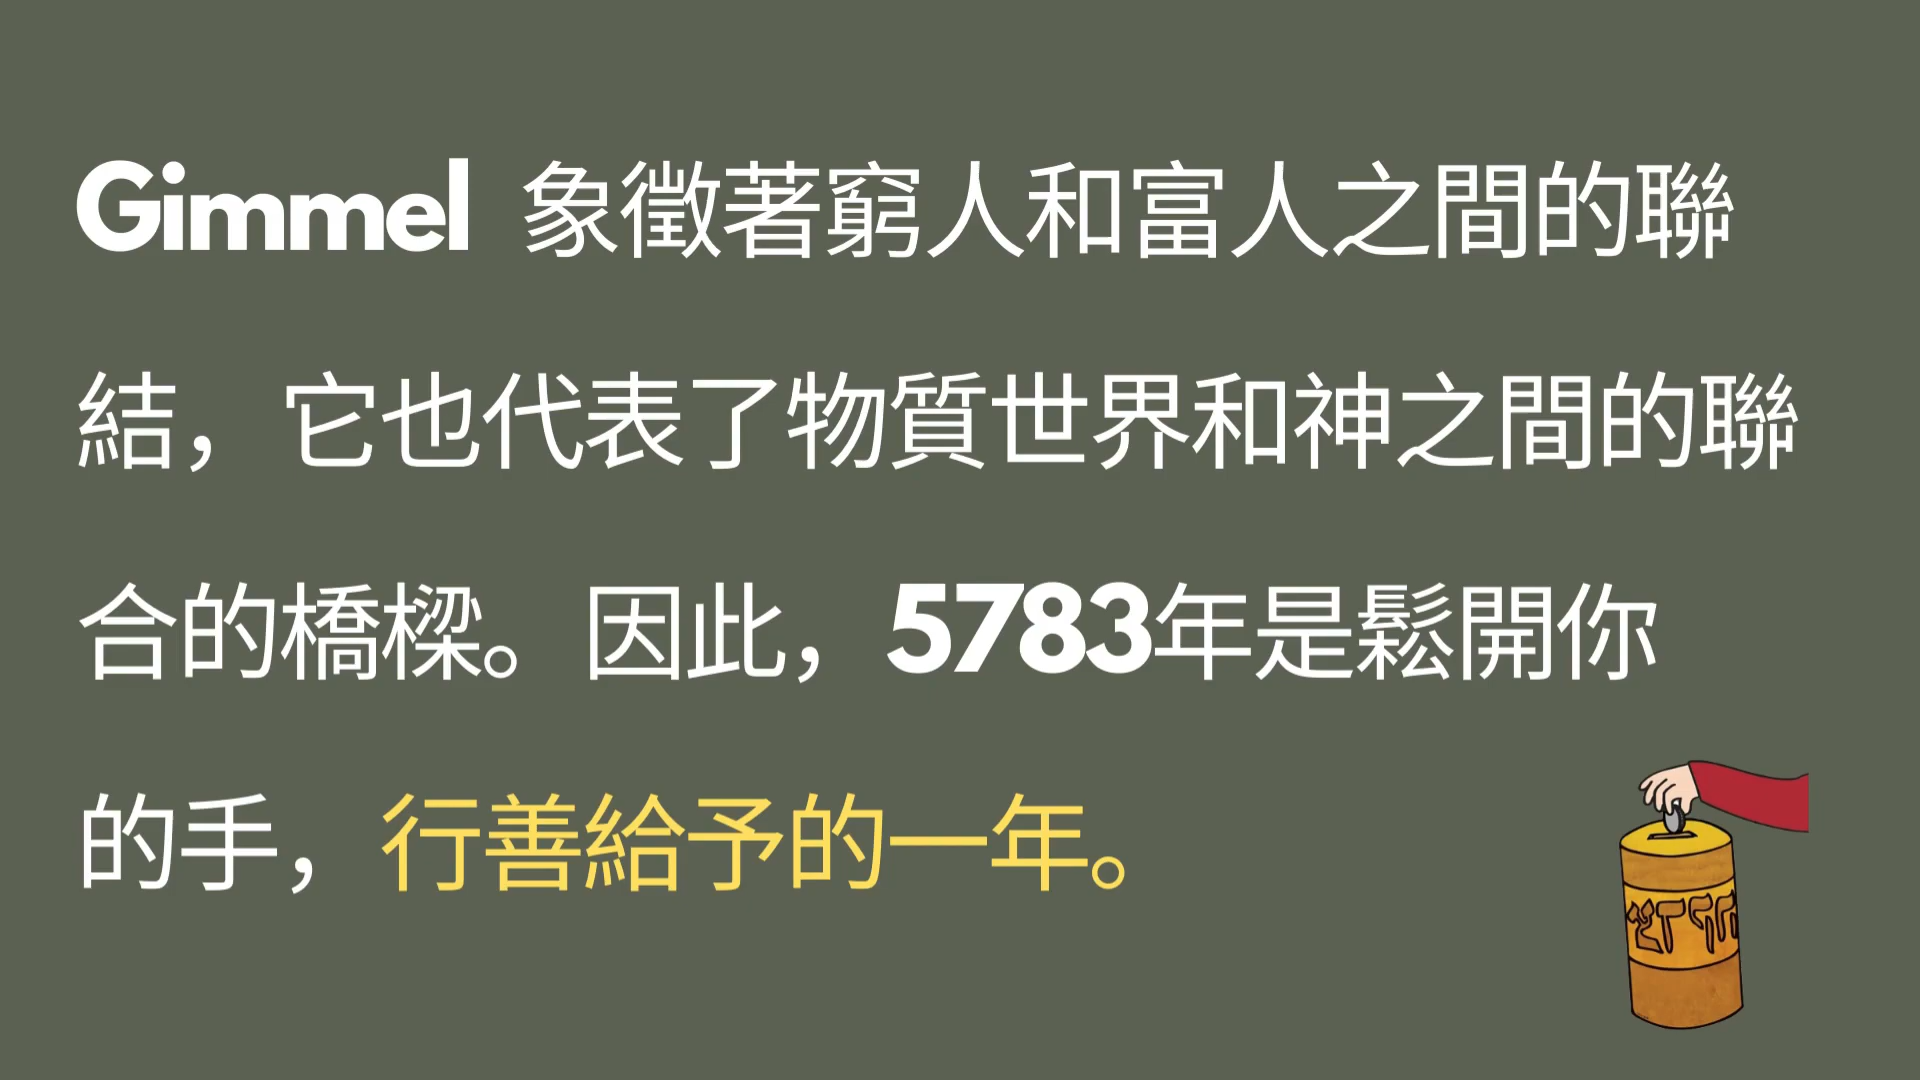 Gimmel 象徵著窮人和富人之間的聯
結，它也代表了物質世界和神之間的聯
合的橋樑。因此，5783年是鬆開你
的手，行善給予的一年。